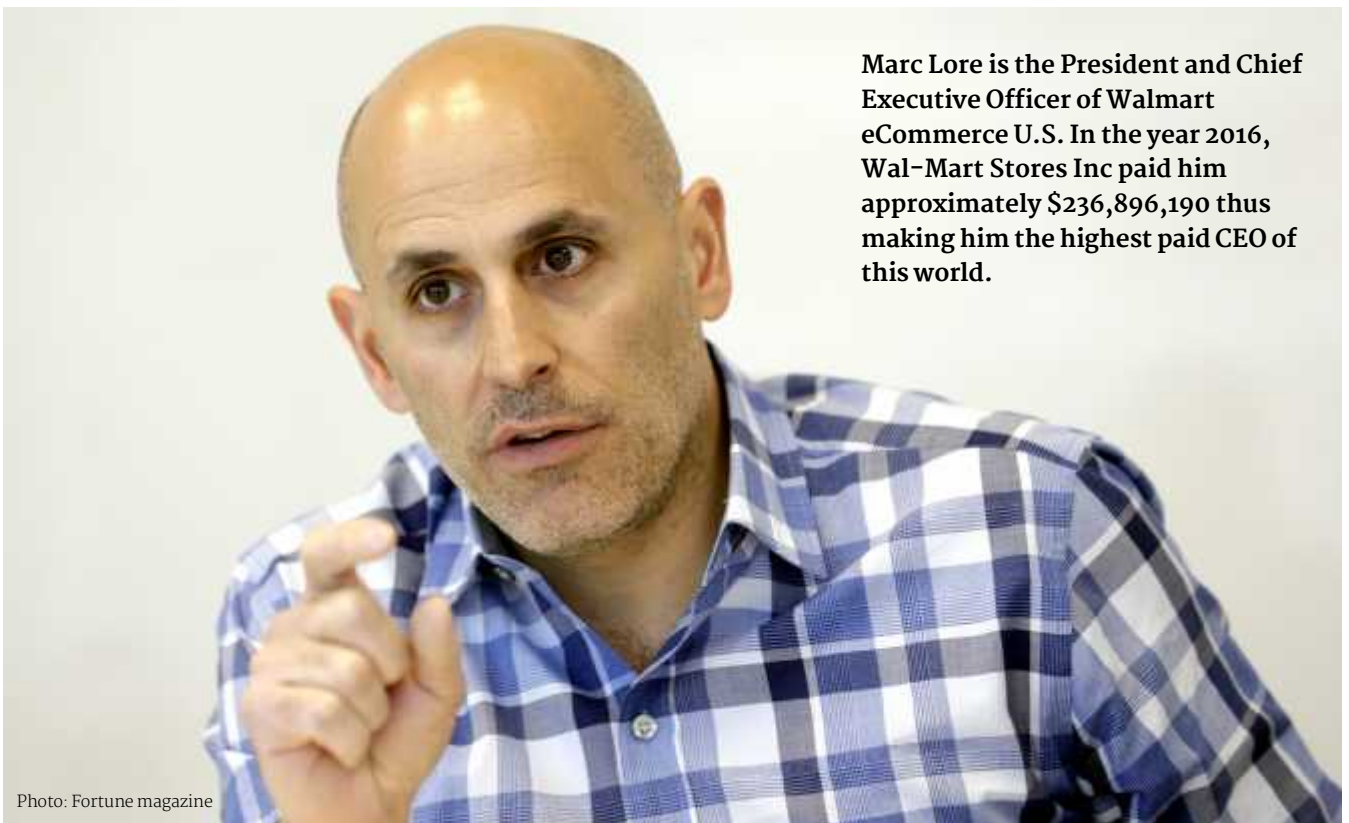 Marc Lore is the President and Chief
Executive Officer of Walmart
eCommerce U.S. In the year 2016,
Wal-Mart Stores Inc paid him
approximately $236,896,190 thus
making him the highest paid CEO of
this world.
Photo: Fortune magazine